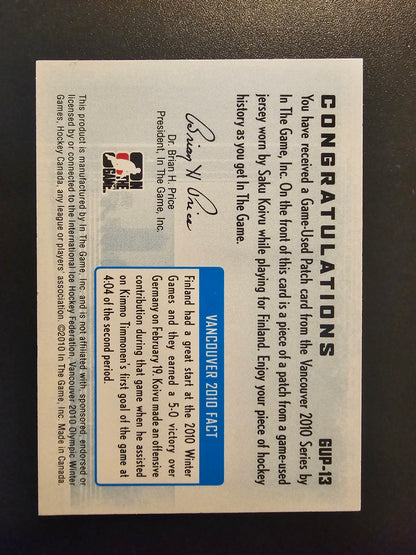 CONGRATULATIONS GUP-13
You have received a Game-Used Patch card from the Vancouver 2010 Series by
In The Game, Inc. On the front of this card is a piece of a patch from a game-used
jersey worn by Saku Koivu while playing for Finland. Enjoy your piece of hockey
history as you get In The Game.
Brian H Price
Dr. Brian H. Price
President, In The Game, Inc.
IN
THE
GAME
VANCOUVER 2010 FACT
Finland had a great start at the 2010 Winter
Games and they earned a 5-0 victory over
Germany on February 19. Koivu made an offensive
contribution during that game when he assisted
on Kimmo Timmonen's first goal of the game at
4:04 of the second period.
This product is manufactured by In The Game, Inc. and is not affiliated with, sponsored, endorsed or
licensed by or connected to the International Ice Hockey Federation, Vancouver 2010 Olympic Winter
Games, Hockey Canada, any league or players' association. ©2010 In The Game, Inc. Made in Canada.